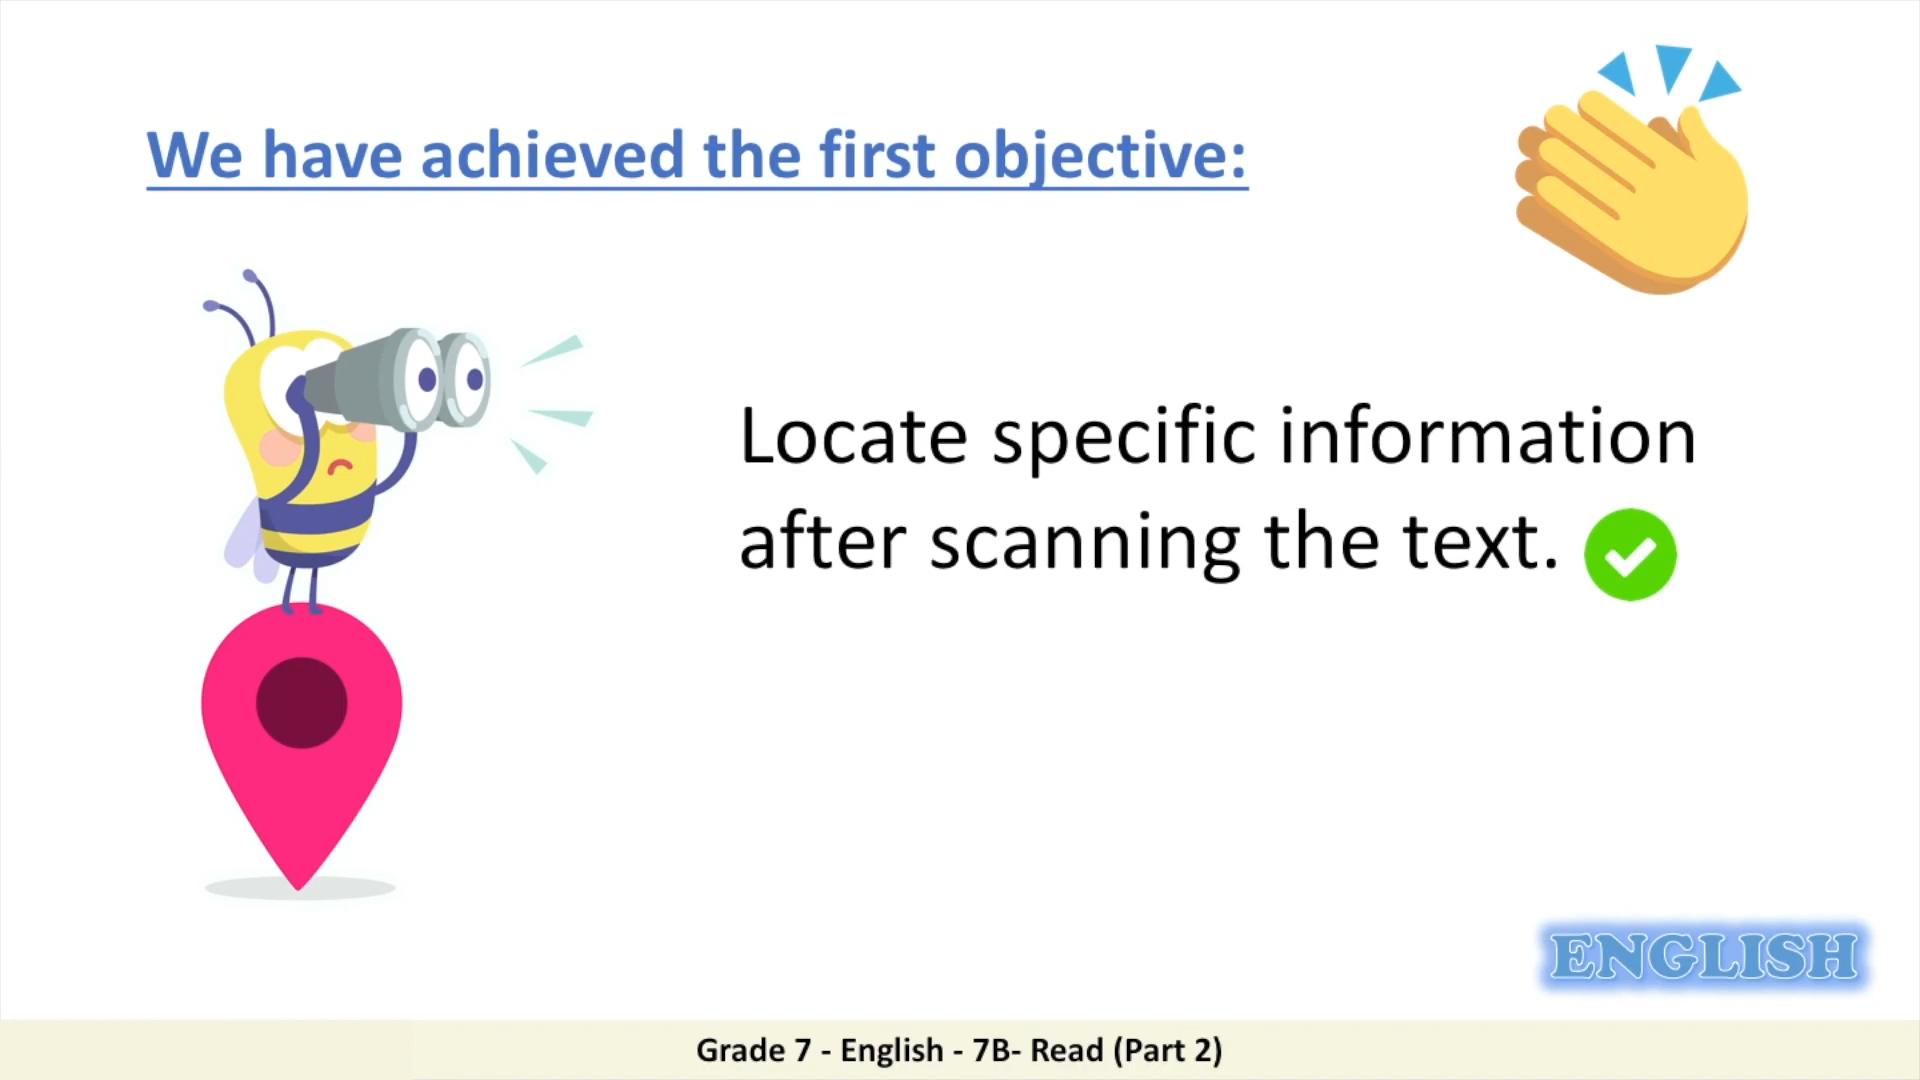 We have achieved the first objective:
Locate specific information
after scanning the text.
ENGLISH
Grade 7 - English - 7B- Read (Part 2)